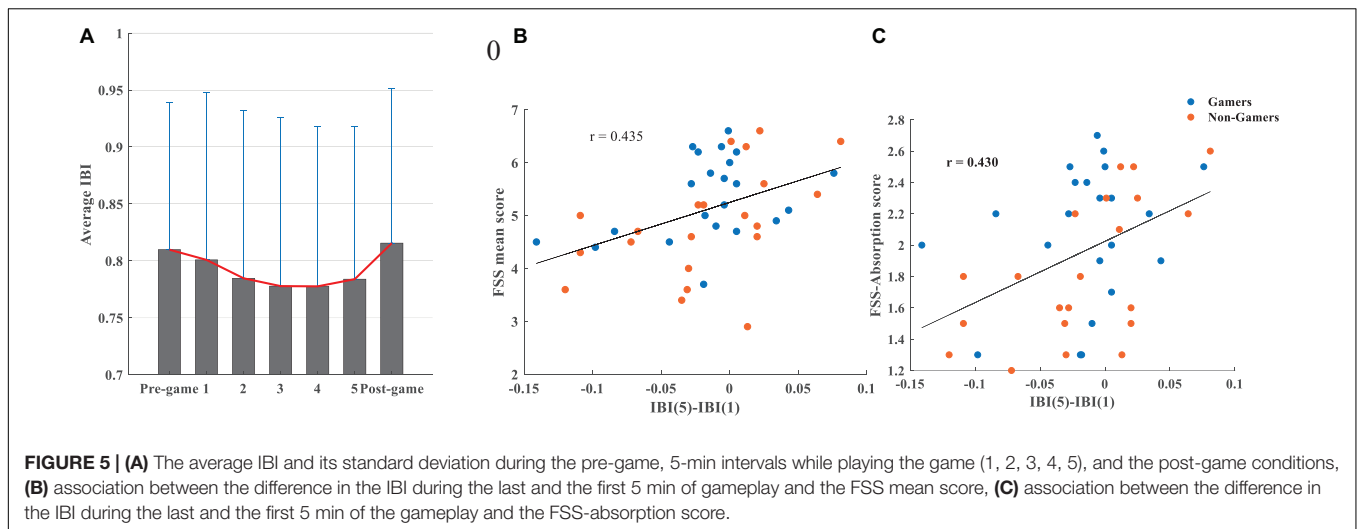 A
B
C
0
1
0.95
0.9
0.85
0.8
0.75
0.7
Average IBI
Pre-game 1 2 3 4 5 Post-game
7
6
5
4
3
2
FSS mean score
r = 0.435
-0.15 -0.1 -0.05 0 0.05 0.1
IBI(5)-IBI(1)
Gamers
Non-Gamers
2.8
2.6
2.4
2.2
2
1.8
1.6
1.4
1.2
FSS-Absorption score
r = 0.430
-0.15 -0.1 -0.05 0 0.05 0.1
IBI(5)-IBI(1)
FIGURE 5 | (A) The average IBI and its standard deviation during the pre-game, 5-min intervals while playing the game (1, 2, 3, 4, 5), and the post-game conditions,
(B) association between the difference in the IBI during the last and the first 5 min of gameplay and the FSS mean score, (C) association between the difference in
the IBI during the last and the first 5 min of the gameplay and the FSS-absorption score.